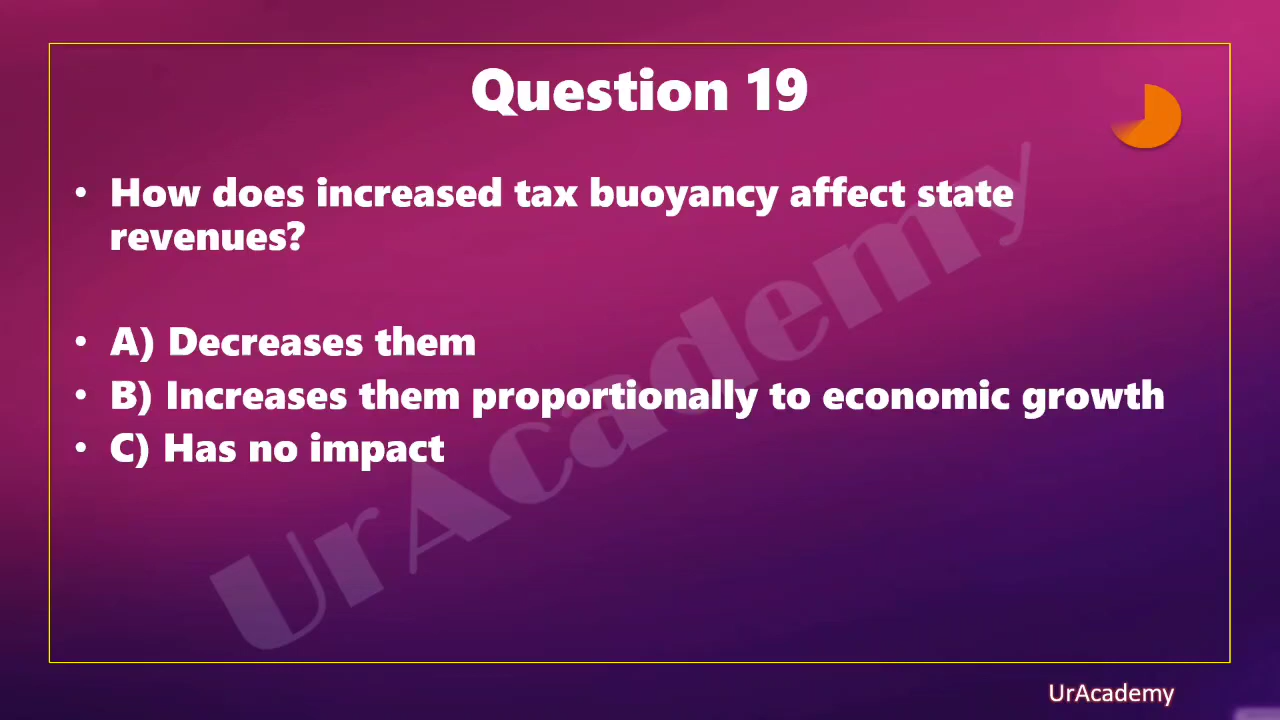 Question 19
• How does increased tax buoyancy affect state
revenues?
• A) Decreases them
• B) Increases them proportionally to economic growth
• C) Has no impact
UrAcademy
UrAcademy